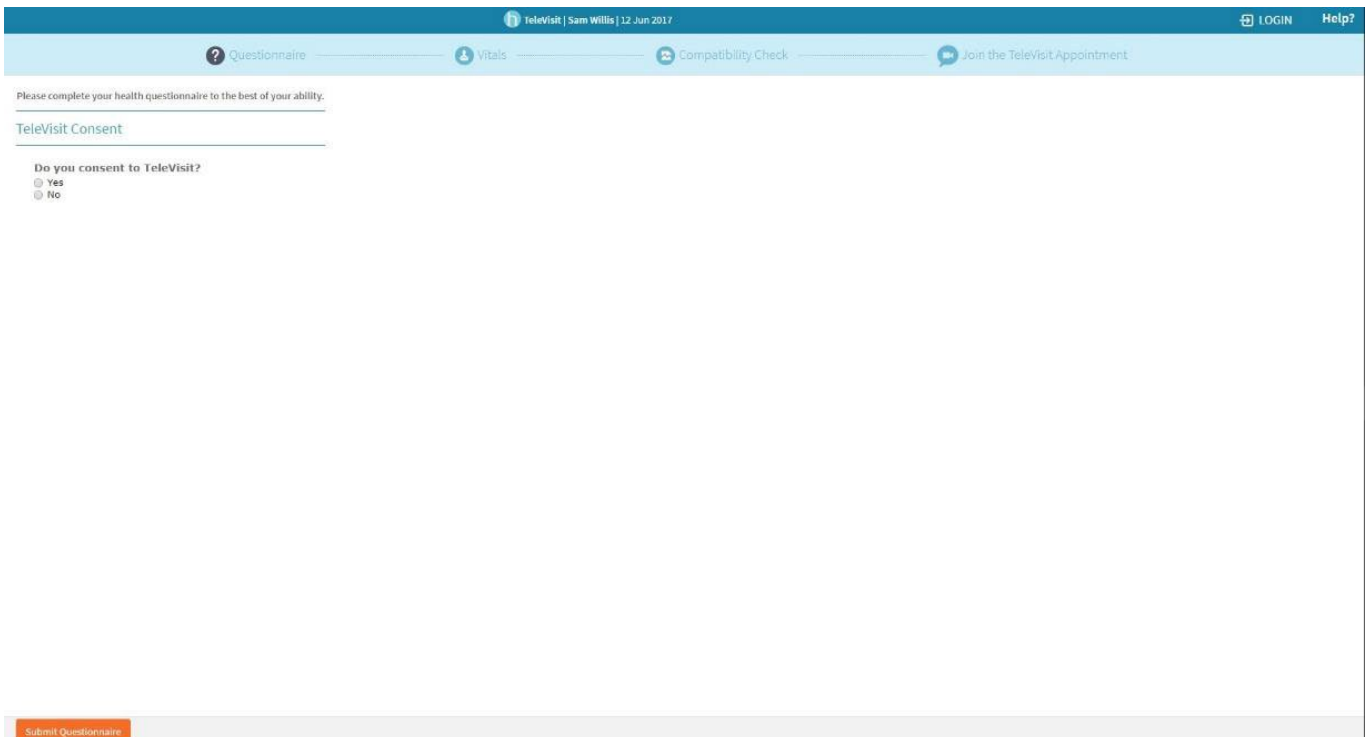 TeleVisit | Sam Willis | 12 Jun 2017
LOGIN
Help?
Questionnaire
Vitals
Compatibility Check
Join the TeleVisit Appointment
Please complete your health questionnaire to the best of your ability.
TeleVisit Consent
Do you consent to TeleVisit?
Yes
No
Submit Questionnaire